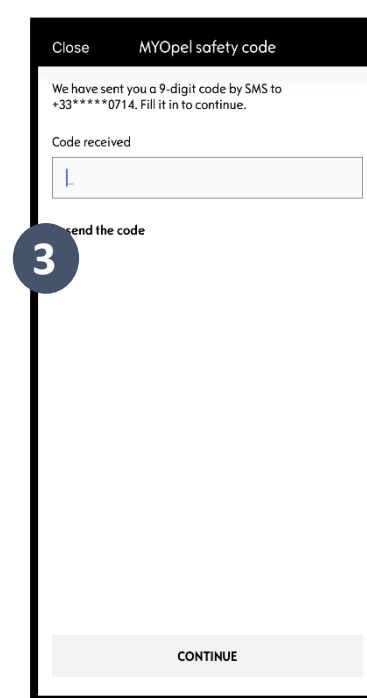 Close MYOpel safety code
We have sent you a 9-digit code by SMS to
+33*****0714. Fill it in to continue.
Code received
send the code
3
CONTINUE